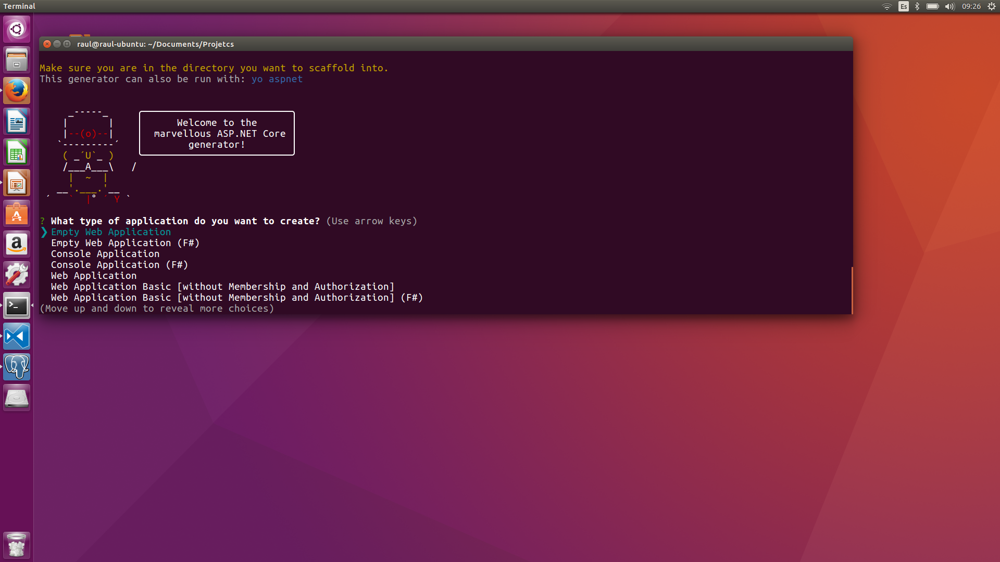 Terminal
Es
09:26
raul@raul-ubuntu: ~/Documents/Projetcs
Make sure you are in the directory you want to scaffold into.
This generator can also be run with: yo aspnet
Welcome to the
marvellous ASP.NET Core
generator!
? What type of application do you want to create? (Use arrow keys)
❯ Empty Web Application
Empty Web Application (F#)
Console Application
Console Application (F#)
Web Application
Web Application Basic [without Membership and Authorization]
Web Application Basic [without Membership and Authorization] (F#)
(Move up and down to reveal more choices)